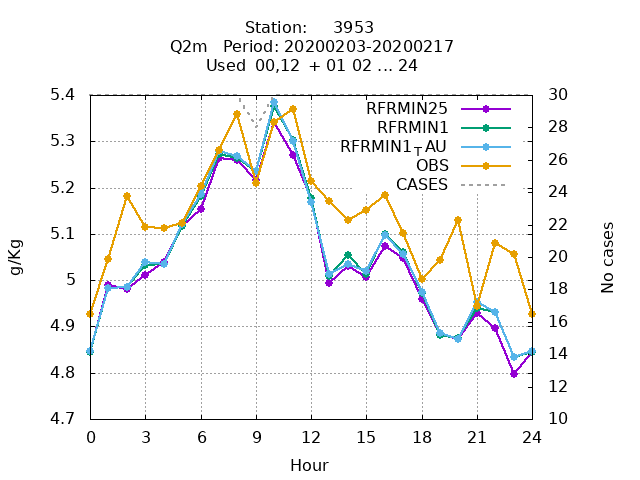 Station: 3953
Q2m Period: 20200203-20200217
Used 00,12 + 01 02 ... 24
RFRMIN25
RFRMIN1
RFRMIN1TAU
OBS
CASES
g/Kg
5.4
5.3
5.2
5.1
5
4.9
4.8
4.7
30
28
26
24
22
20
18
16
14
12
10
No cases
0 3 6 9 12 15 18 21 24
Hour